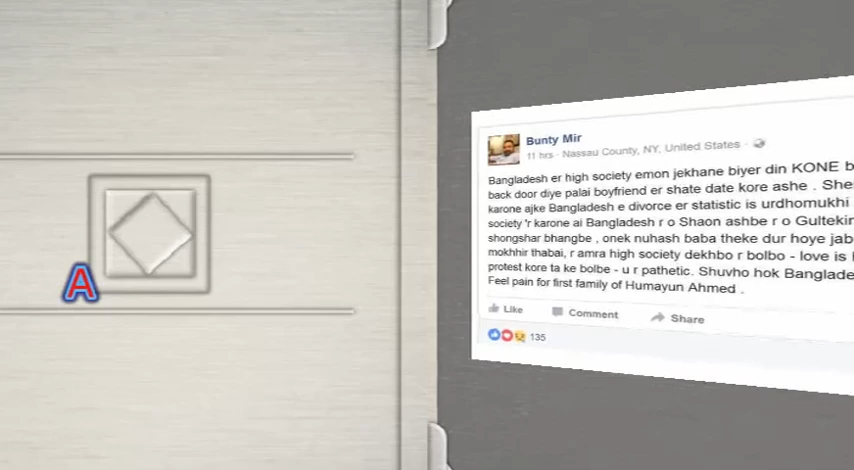 A
Bunty Mir
11 hrs · Nassau County, NY, United States ·
Bangladesh er high society emon jekhane biyer din KONE b
back door diye palai boyfriend er shate date kore ashe . She
karone ajke Bangladesh e divorce er statistic is urdhomukhi
society 'r karone ai Bangladesh r o Shaon ashbe r o Gultekin
shongshar bhangbe , onek nuhash baba theke dur hoye jab
mokhhir thabai, r amra high society dekhbo r bolbo - love is
protest kore ta ke bolbe - u r pathetic. Shuvho hok Banglade
Feel pain for first family of Humayun Ahmed .
Like Comment Share
135